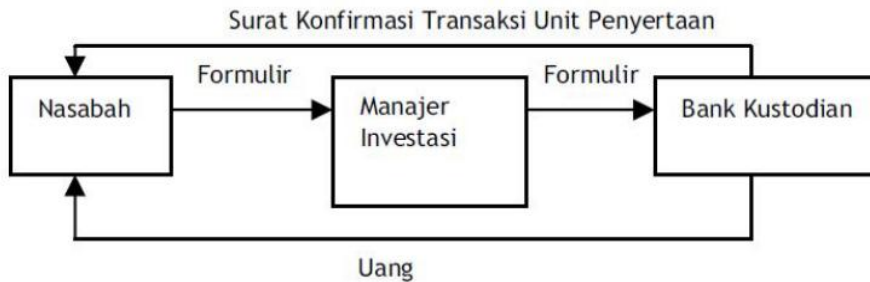 Surat Konfirmasi Transaksi Unit Penyertaan
Formulir
Formulir
Nasabah
Manajer
Investasi
Bank Kustodian
Uang